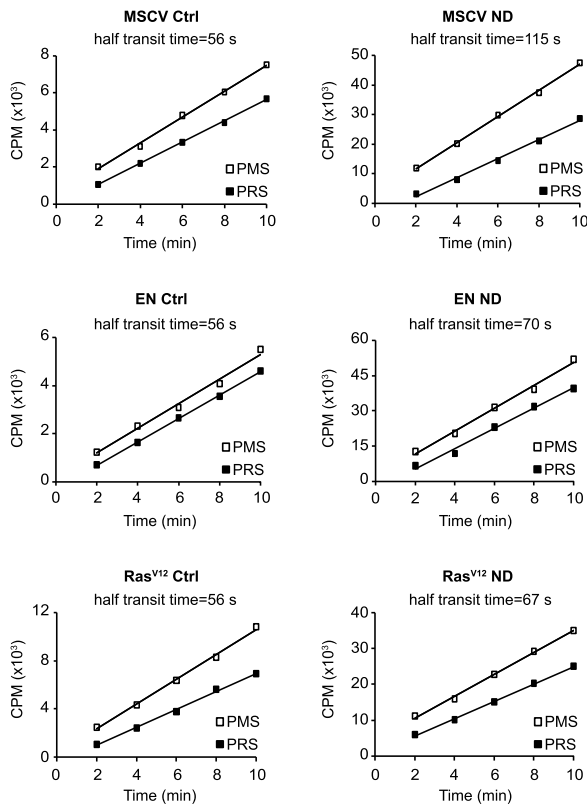 MSCV Ctrl
half transit time=56 s
CPM (x10³)
8
6
4
2
0
PMS
PRS
0 2 4 6 8 10
Time (min)
MSCV ND
half transit time=115 s
CPM (x10³)
50
40
30
20
10
0
PMS
PRS
0 2 4 6 8 10
Time (min)
EN Ctrl
half transit time=56 s
CPM (x10³)
6
4
2
0
PMS
PRS
0 2 4 6 8 10
Time (min)
EN ND
half transit time=70 s
CPM (x10³)
60
45
30
15
0
PMS
PRS
0 2 4 6 8 10
Time (min)
Rasⱽ¹² Ctrl
half transit time=56 s
CPM (x10³)
12
8
4
0
PMS
PRS
0 2 4 6 8 10
Time (min)
Rasⱽ¹² ND
half transit time=67 s
CPM (x10³)
40
30
20
10
0
PMS
PRS
0 2 4 6 8 10
Time (min)